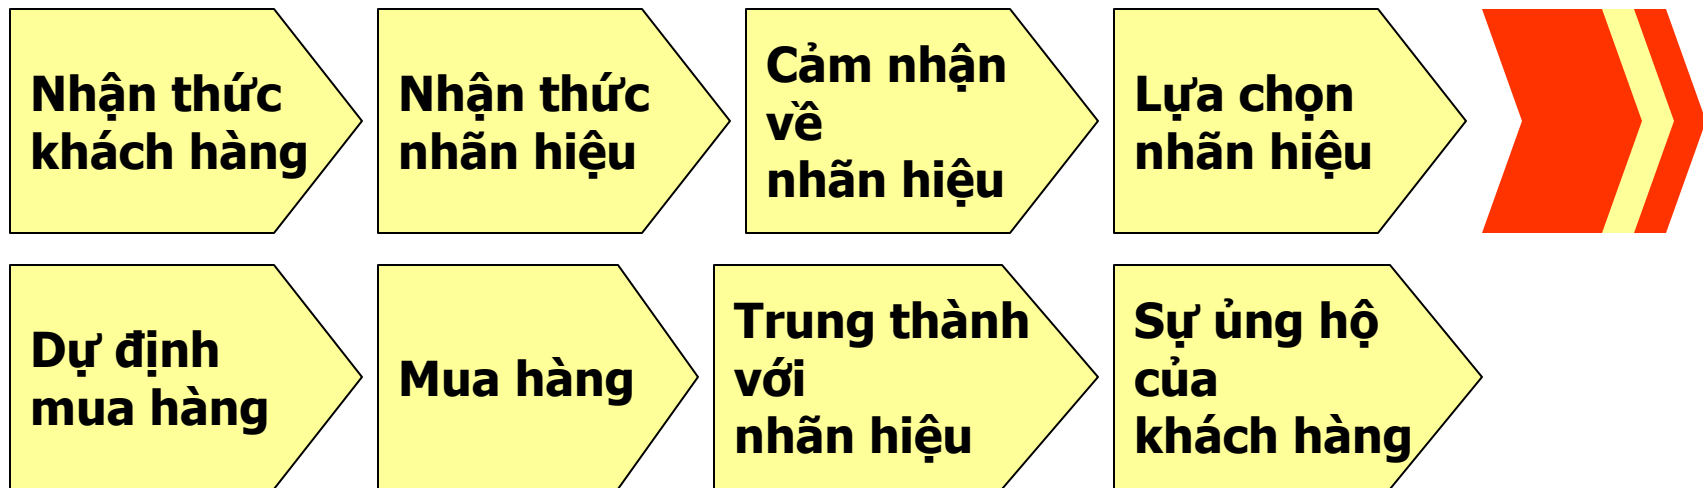 Nhận thức
khách hàng
Nhận thức
nhãn hiệu
Cảm nhận
về
nhãn hiệu
Lựa chọn
nhãn hiệu
Dự định
mua hàng
Mua hàng
Trung thành
với
nhãn hiệu
Sự ủng hộ
của
khách hàng